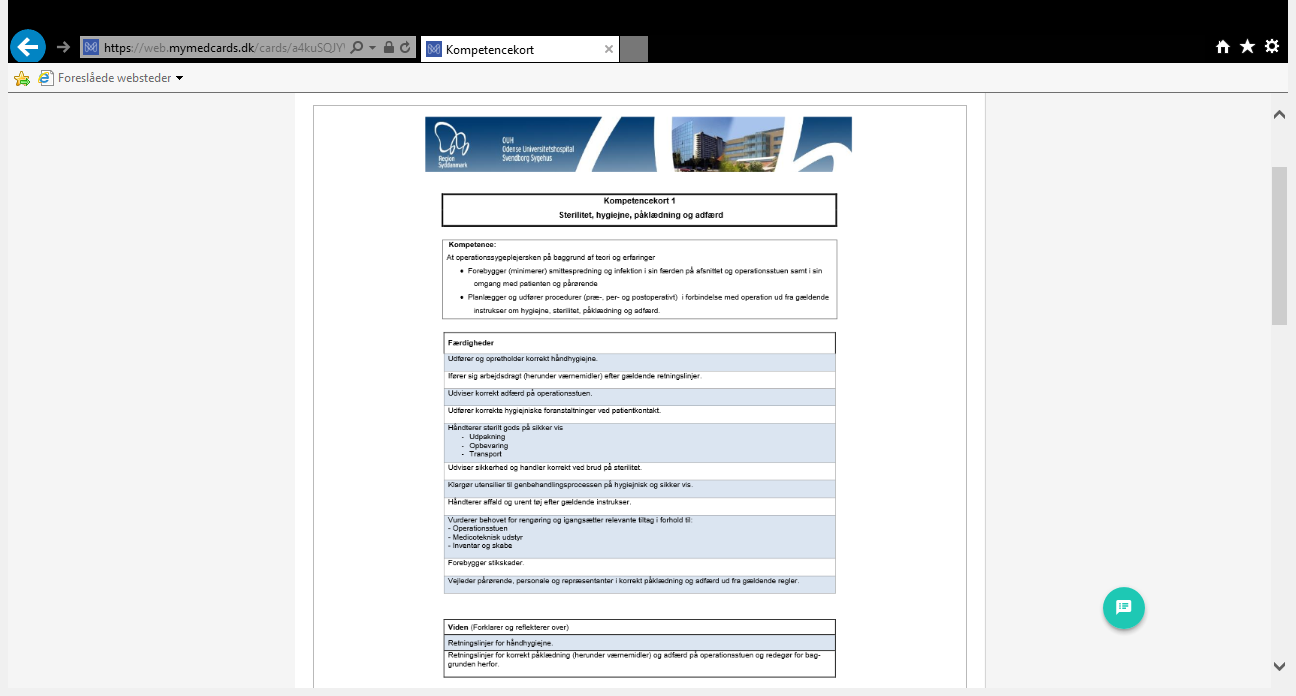 https://web.mymedcards.dk/cards/a4kuSQJY
Kompetencekort
Foreslåede websteder
Region
Syddanmark
OUH
Odense Universitetshospital
Svendborg Sygehus
Kompetencekort 1
Sterilitet, hygiejne, påklædning og adfærd
Kompetence:
At operationssygeplejersken på baggrund af teori og erfaringer
• Forebygger (minimerer) smittespredning og infektion i sin færden på afsnittet og operationsstuen samt i sin
omgang med patienten og pårørende
• Planlægger og udfører procedurer (præ-, per- og postoperativt) i forbindelse med operation ud fra gældende
instrukser om hygiejne, sterilitet, påklædning og adfærd.
Færdigheder
Udfører og opretholder korrekt håndhygiejne.
Ifører sig arbejdsdragt (herunder værnemidler) efter gældende retningslinjer.
Udviser korrekt adfærd på operationsstuen.
Udfører korrekte hygiejniske foranstaltninger ved patientkontakt.
Håndterer sterilt gods på sikker vis
- Udpakning
- Opbevaring
- Transport
Udviser sikkerhed og handler korrekt ved brud på sterilitet.
Klargør utensilier til genbehandlingsprocessen på hygiejnisk og sikker vis.
Håndterer affald og urent tøj efter gældende instrukser.
Vurderer behovet for rengøring og igangsætter relevante tiltag i forhold til:
- Operationsstuen
- Medicoteknisk udstyr
- Inventar og skabe
Forebygger stikskader.
Vejleder pårørende, personale og repræsentanter i korrekt påklædning og adfærd ud fra gældende regler.
Viden (Forklarer og reflekterer over)
Retningslinjer for håndhygiejne.
Retningslinjer for korrekt påklædning (herunder værnemidler) og adfærd på operationsstuen og redegør for bag-
grunden herfor.